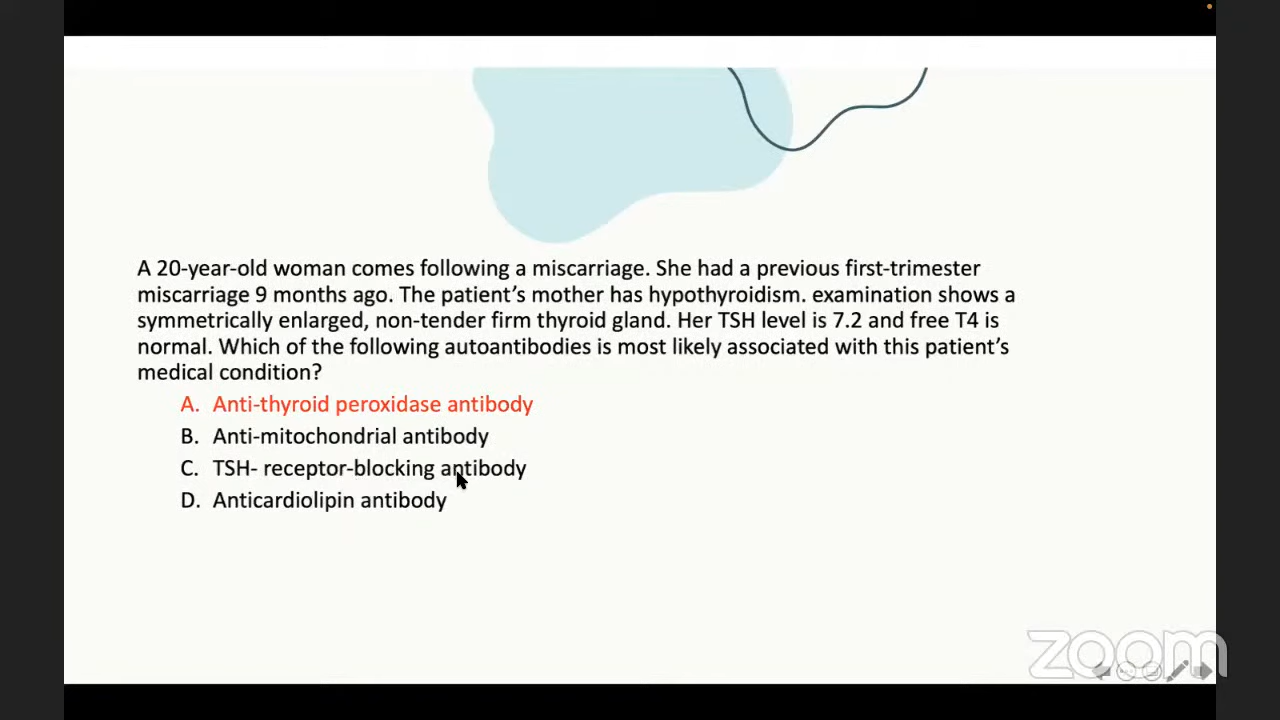 A 20-year-old woman comes following a miscarriage. She had a previous first-trimester
miscarriage 9 months ago. The patient's mother has hypothyroidism. examination shows a
symmetrically enlarged, non-tender firm thyroid gland. Her TSH level is 7.2 and free T4 is
normal. Which of the following autoantibodies is most likely associated with this patient's
medical condition?
A. Anti-thyroid peroxidase antibody
B. Anti-mitochondrial antibody
C. TSH- receptor-blocking antibody
D. Anticardiolipin antibody
zoom